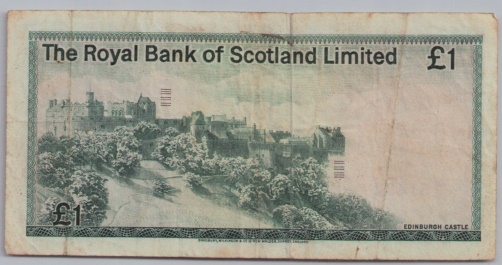 The Royal Bank of Scotland Limited £1
£1
EDINBURGH CASTLE